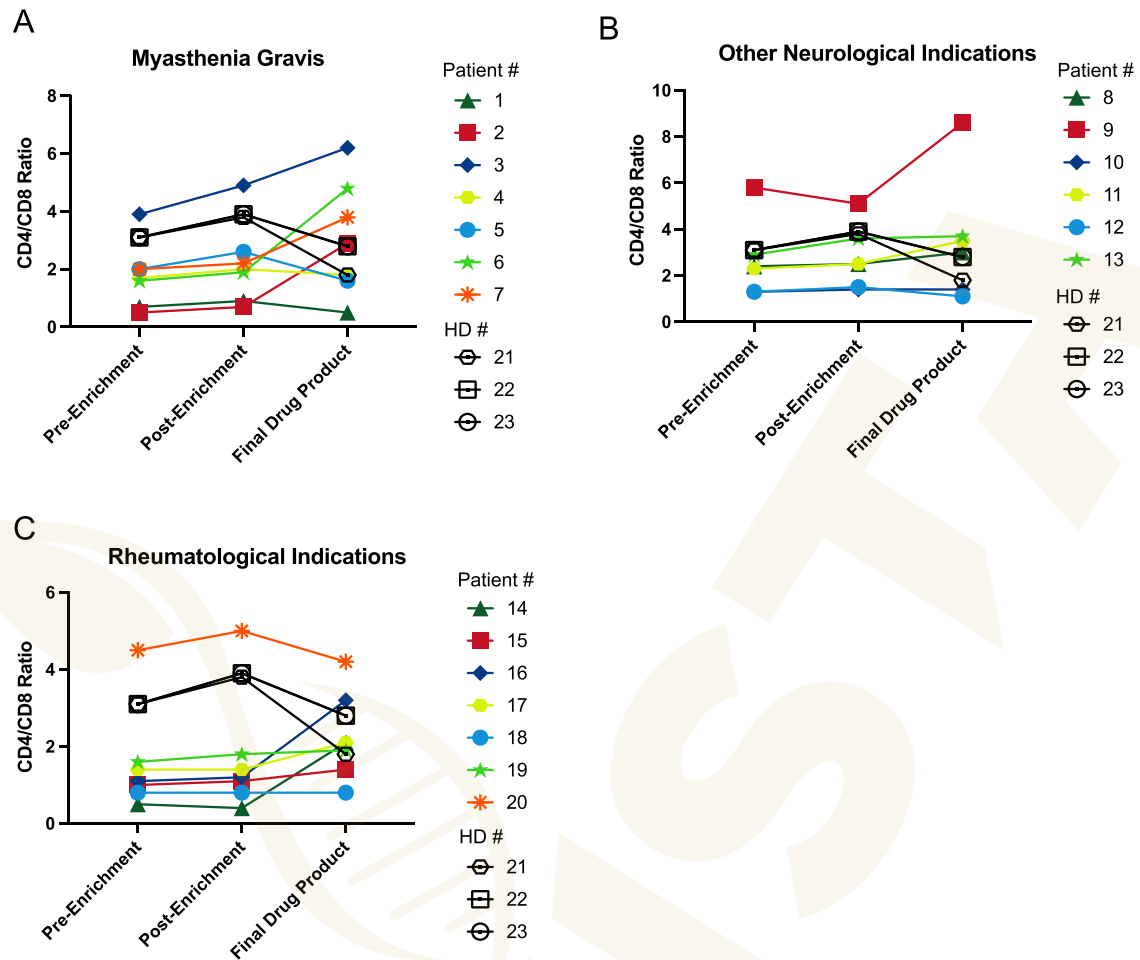 A
Myasthenia Gravis
CD4/CD8 Ratio
8
6
4
2
0
Pre-Enrichment
Post-Enrichment
Final Drug Product
Patient #
1
2
3
4
5
6
7
HD #
21
22
23
B
Other Neurological Indications
CD4/CD8 Ratio
10
8
6
4
2
0
Pre-Enrichment
Post-Enrichment
Final Drug Product
Patient #
8
9
10
11
12
13
HD #
21
22
23
C
Rheumatological Indications
CD4/CD8 Ratio
6
4
2
0
Pre-Enrichment
Post-Enrichment
Final Drug Product
Patient #
14
15
16
17
18
19
20
HD #
21
22
23